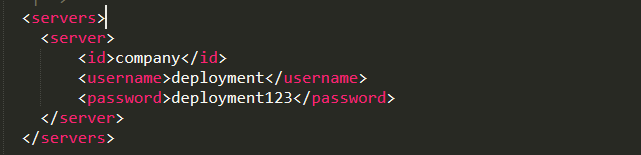 <servers>
<server>
<id>company</id>
<username>deployment</username>
<password>deployment123</password>
</server>
</servers>